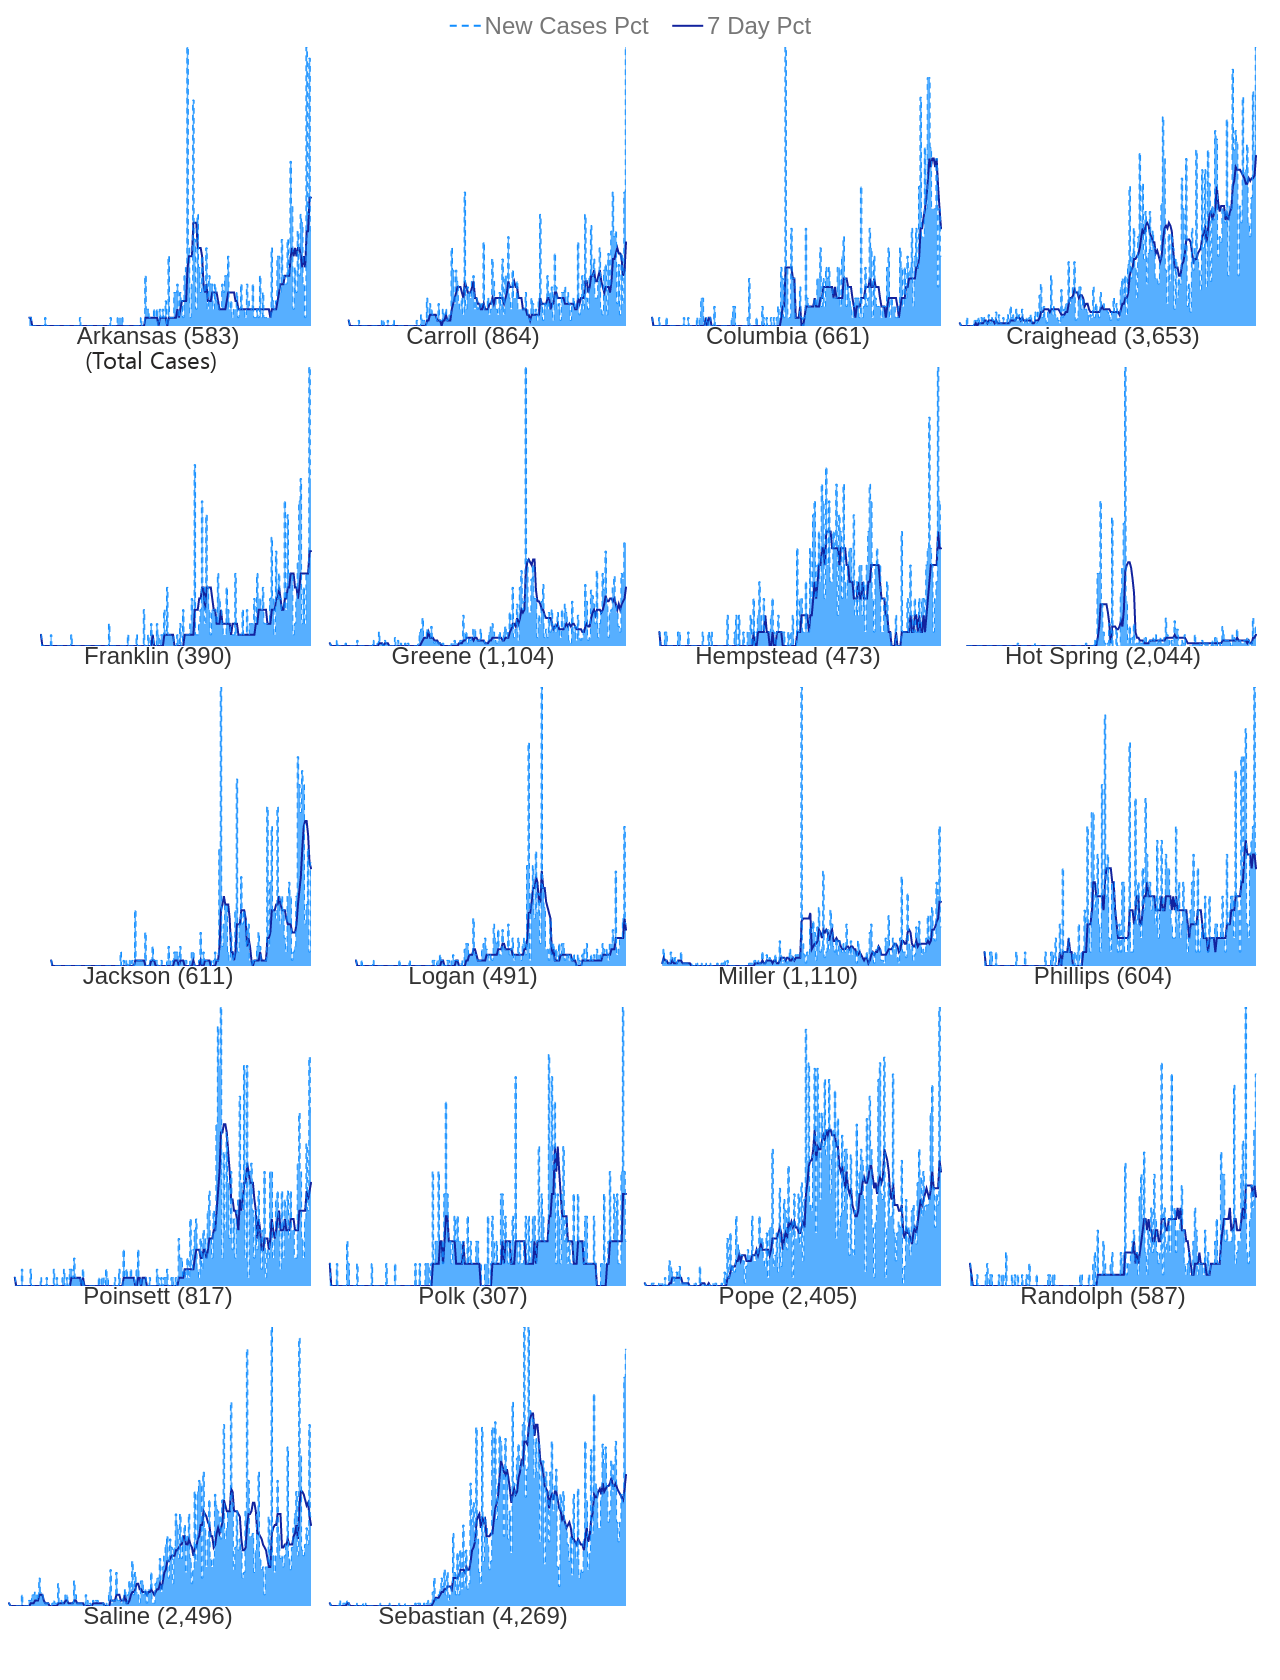 New Cases Pct 7 Day Pct
Arkansas (583) Carroll (864) Columbia (661) Craighead (3,653)
(Total Cases)
Franklin (390) Greene (1,104) Hempstead (473) Hot Spring (2,044)
Jackson (611) Logan (491) Miller (1,110) Phillips (604)
Poinsett (817) Polk (307) Pope (2,405) Randolph (587)
Saline (2,496) Sebastian (4,269)